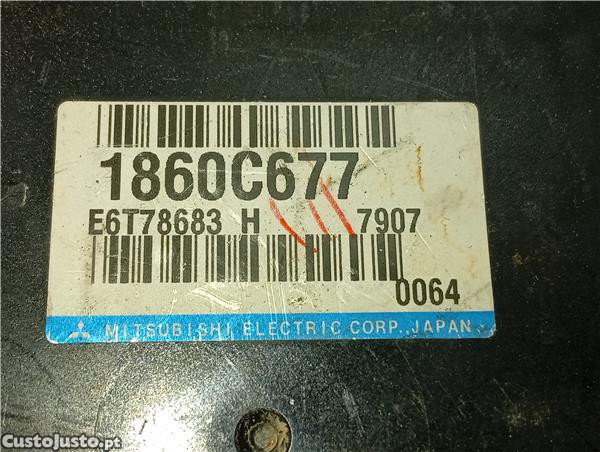 1860C677
E6T78683 H 7907
0064
MITSUBISHI ELECTRIC CORP., JAPAN
CustoJusto.pt